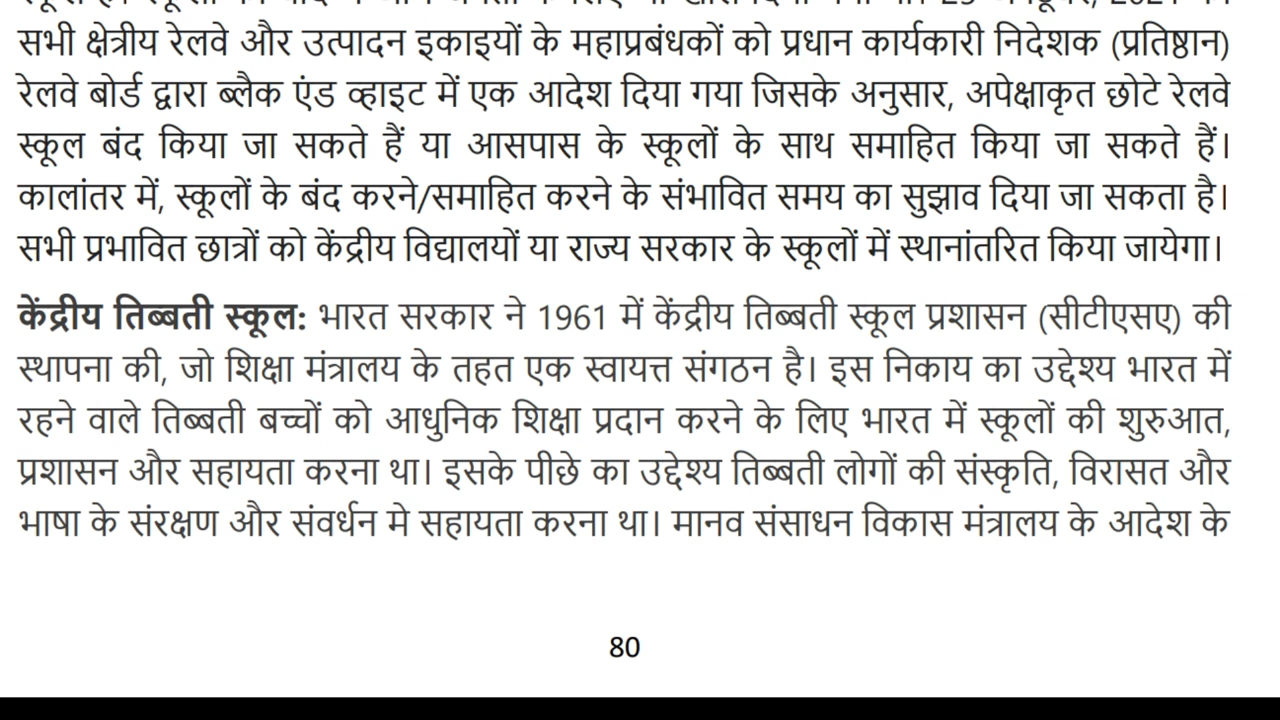 सभी क्षेत्रीय रेलवे और उत्पादन इकाइयों के महाप्रबंधकों को प्रधान कार्यकारी निदेशक (प्रतिष्ठान)
रेलवे बोर्ड द्वारा ब्लैक एंड व्हाइट में एक आदेश दिया गया जिसके अनुसार, अपेक्षाकृत छोटे रेलवे
स्कूल बंद किया जा सकते हैं या आसपास के स्कूलों के साथ समाहित किया जा सकते हैं।
कालांतर में, स्कूलों के बंद करने/समाहित करने के संभावित समय का सुझाव दिया जा सकता है।
सभी प्रभावित छात्रों को केंद्रीय विद्यालयों या राज्य सरकार के स्कूलों में स्थानांतरित किया जायेगा।
केंद्रीय तिब्बती स्कूल: भारत सरकार ने 1961 में केंद्रीय तिब्बती स्कूल प्रशासन (सीटीएसए) की
स्थापना की, जो शिक्षा मंत्रालय के तहत एक स्वायत्त संगठन है। इस निकाय का उद्देश्य भारत में
रहने वाले तिब्बती बच्चों को आधुनिक शिक्षा प्रदान करने के लिए भारत में स्कूलों की शुरुआत,
प्रशासन और सहायता करना था। इसके पीछे का उद्देश्य तिब्बती लोगों की संस्कृति, विरासत और
भाषा के संरक्षण और संवर्धन मे सहायता करना था। मानव संसाधन विकास मंत्रालय के आदेश के
80